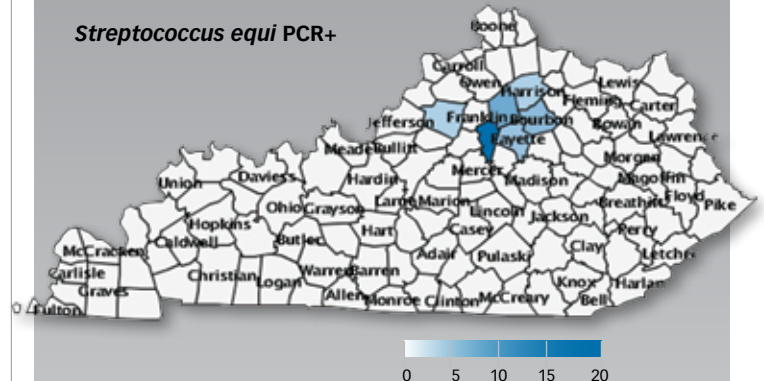 Streptococcus equi PCR+
Boone
Carroll
Owen
Harrison
Lewis
Fleming
Carter
Jefferson
Franklin
Bourbon
Rowan
Fayette
Lawrence
Meade
Bullitt
Morgan
Mercer
Magoffin
Union
Daviess
Hardin
Madison
Floyd
Pike
Ohio
Grayson
Larue
Marion
Breathitt
Lincoln
Jackson
Hopkins
Hart
Casey
Perry
Caldwell
Butler
Clay
McCracken
Adair
Pulaski
Letcher
Carlisle
Christian
Logan
Warren
Barren
Knox
Harlan
Graves
Allen
Monroe
Clinton
McCreary
Bell
Fulton
0 5 10 15 20